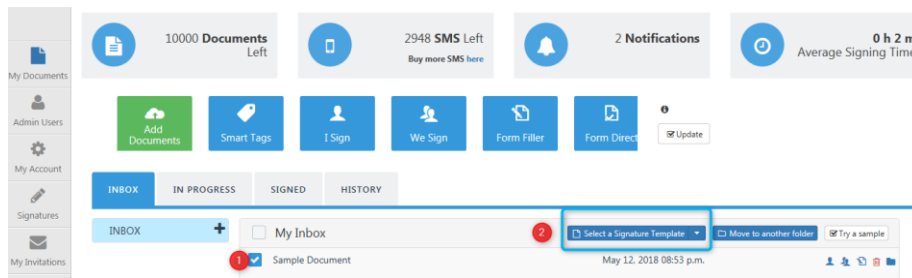 10000 Documents
Left
2948 SMS Left
Buy more SMS here
2 Notifications
0 h 2 m
Average Signing Time
My Documents
Admin Users
My Account
Signatures
My Invitations
Add
Documents
Smart Tags
I Sign
We Sign
Form Filler
Form Direct
Update
INBOX
IN PROGRESS
SIGNED
HISTORY
INBOX
My Inbox
2
Select a Signature Template
Move to another folder
Try a sample
1
Sample Document
May 12. 2018 08:53 p.m.